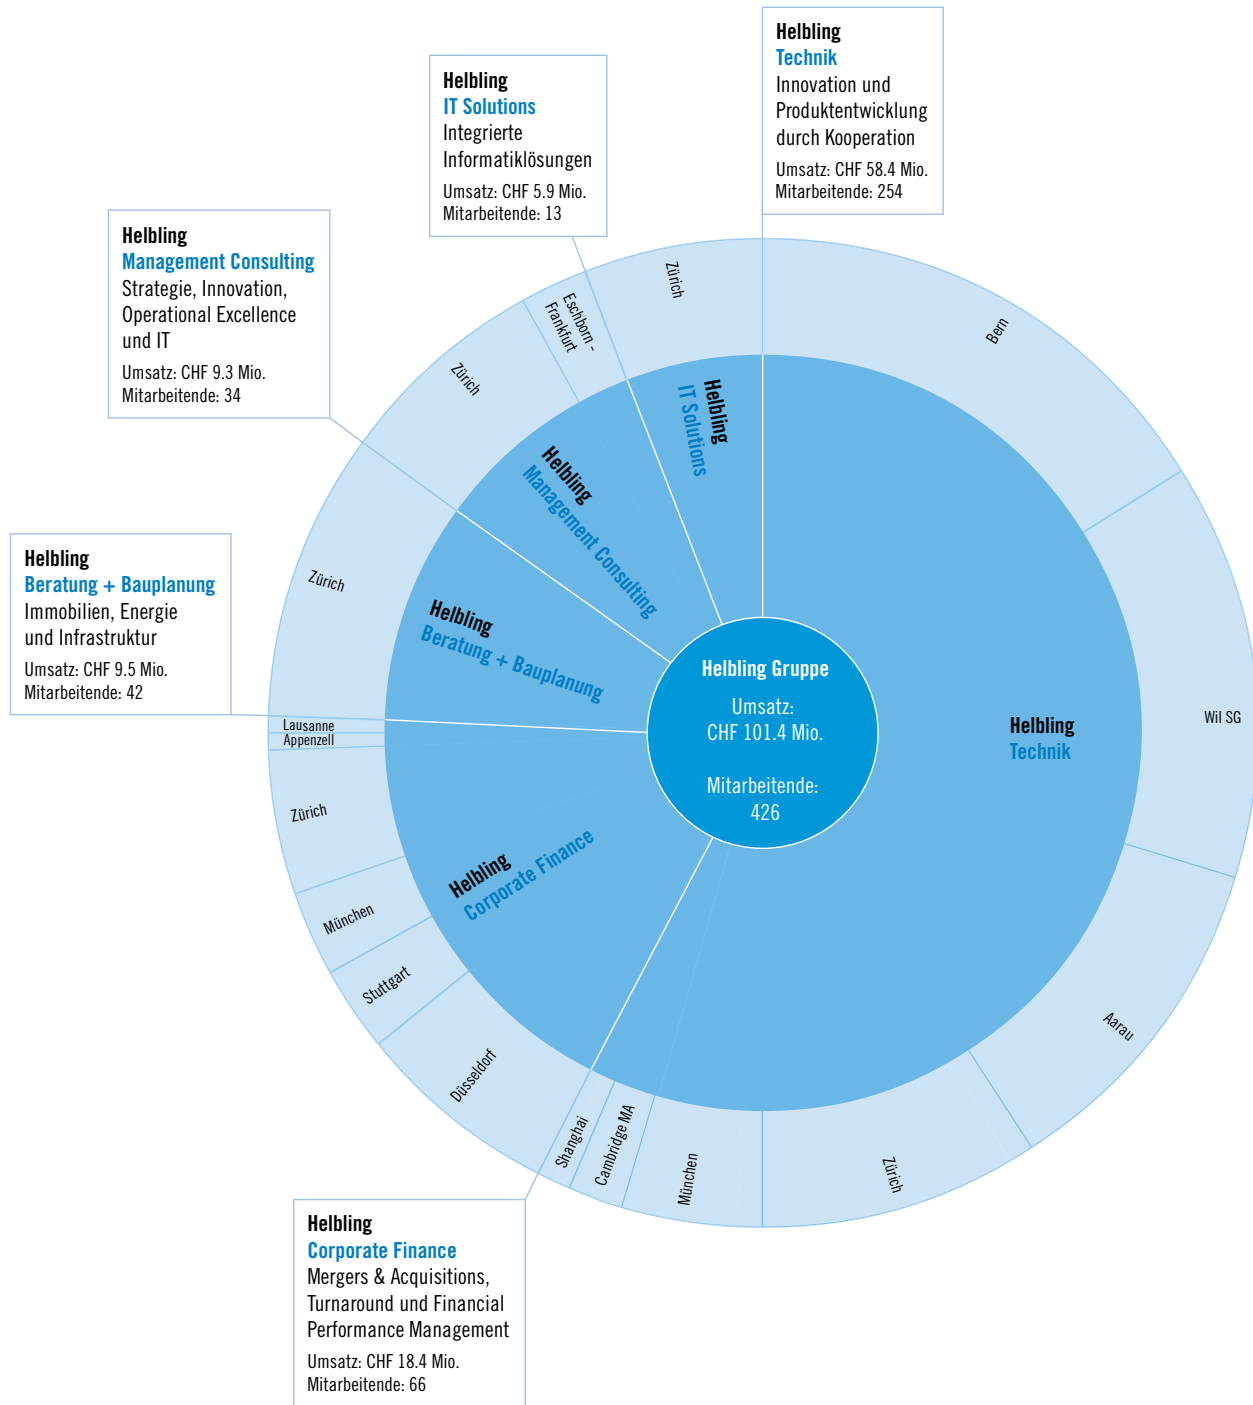 Helbling
Technik
Innovation und
Produktentwicklung
durch Kooperation
Umsatz: CHF 58.4 Mio.
Mitarbeitende: 254
Helbling
IT Solutions
Integrierte
Informatiklösungen
Umsatz: CHF 5.9 Mio.
Mitarbeitende: 13
Helbling
Management Consulting
Strategie, Innovation,
Operational Excellence
und IT
Umsatz: CHF 9.3 Mio.
Mitarbeitende: 34
Helbling
Beratung + Bauplanung
Immobilien, Energie
und Infrastruktur
Umsatz: CHF 9.5 Mio.
Mitarbeitende: 42
Helbling
Corporate Finance
Mergers & Acquisitions,
Turnaround und Financial
Performance Management
Umsatz: CHF 18.4 Mio.
Mitarbeitende: 66
Zürich
Bern
Wil SG
Aarau
Zürich
München
Cambridge MA
Shanghai
Düsseldorf
Stuttgart
München
Zürich
Appenzell
Lausanne
Zürich
Zürich
Eschborn -
Frankfurt
Helbling
IT Solutions
Helbling
Management Consulting
Helbling
Beratung + Bauplanung
Helbling
Corporate Finance
Helbling
Technik
Helbling Gruppe
Umsatz:
CHF 101.4 Mio.
Mitarbeitende:
426